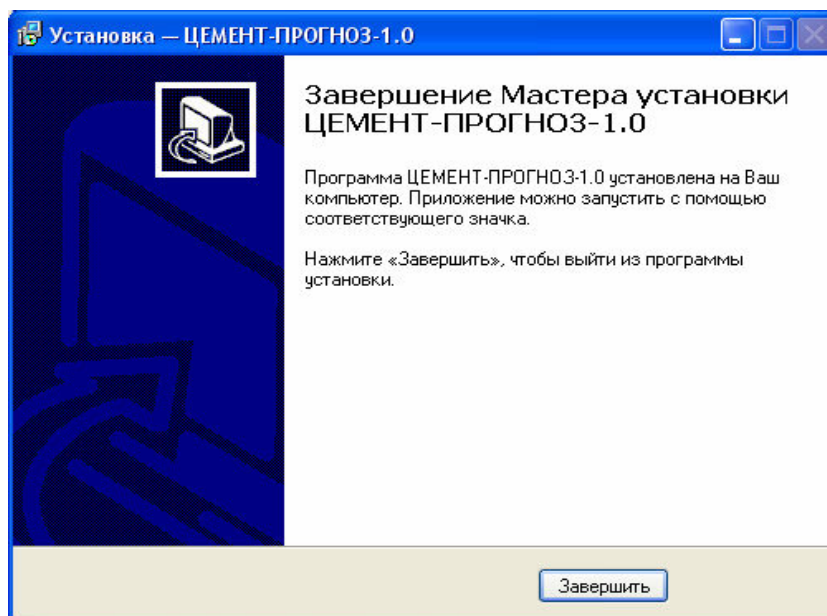 Установка — ЦЕМЕНТ-ПРОГНОЗ-1.0
Завершение Мастера установки
ЦЕМЕНТ-ПРОГНОЗ-1.0
Программа ЦЕМЕНТ-ПРОГНОЗ-1.0 установлена на Ваш
компьютер. Приложение можно запустить с помощью
соответствующего значка.
Нажмите «Завершить», чтобы выйти из программы
установки.
Завершить